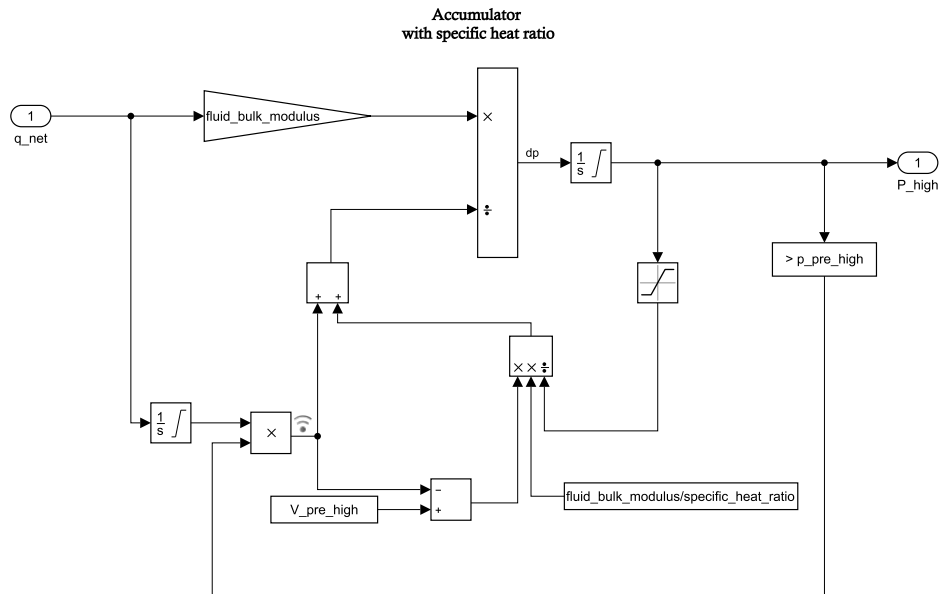 Accumulator
with specific heat ratio
1
q_net
fluid_bulk_modulus
×
÷
dp
1
s
1
P_high
> p_pre_high
+ +
× × ÷
1
s
×
V_pre_high
−
+
fluid_bulk_modulus/specific_heat_ratio